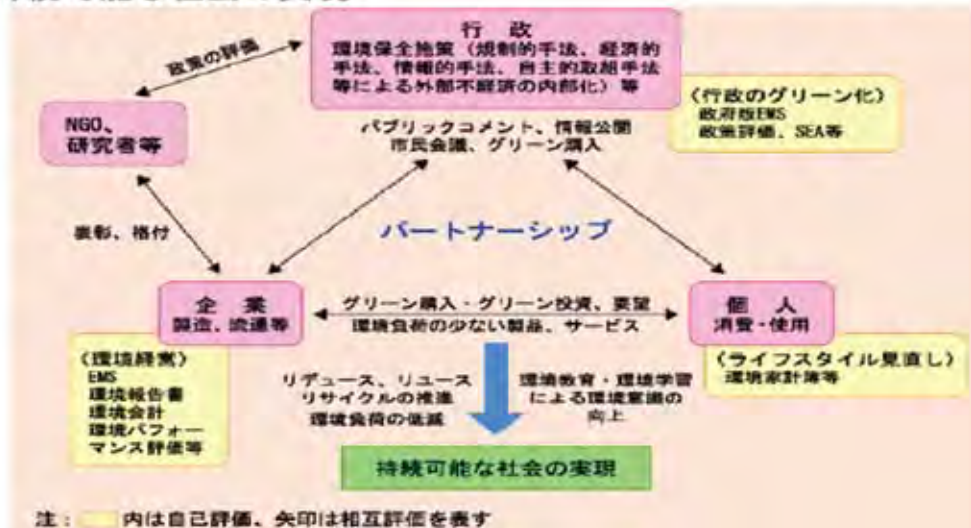 行 政
環境保全施策（規制的手法、経済的
手法、情報的手法、自主的取組手法
等による外部不経済の内部化）等
政策の評価
（行政のグリーン化）
政府版EMS
政策評価、SEA等
NGO、
研究者等
パブリックコメント、情報公開
市民会議、グリーン購入
表彰、格付
パートナーシップ
企 業
製造、流通等
グリーン購入・グリーン投資、要望
環境負荷の少ない製品、サービス
個 人
消費・使用
（環境経営）
EMS
環境報告書
環境会計
環境パフォー
マンス評価等
リデュース、リユース
リサイクルの推進
環境負荷の低減
環境教育・環境学習
による環境意識の
向上
（ライフスタイル見直し）
環境家計簿等
持続可能な社会の実現
注： 内は自己評価、矢印は相互評価を表す